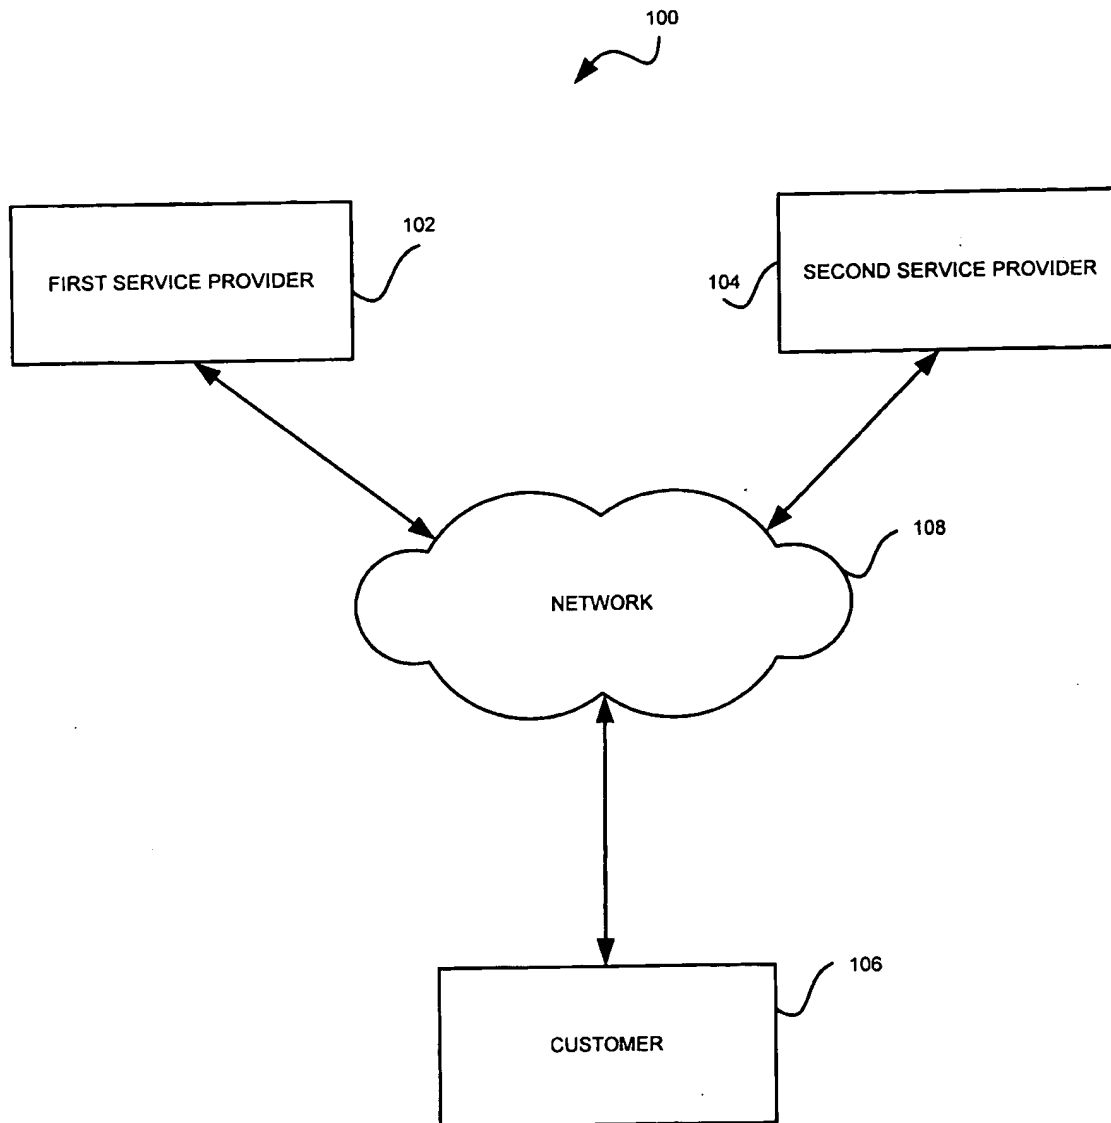 100
FIRST SERVICE PROVIDER
102
104
SECOND SERVICE PROVIDER
108
NETWORK
106
CUSTOMER